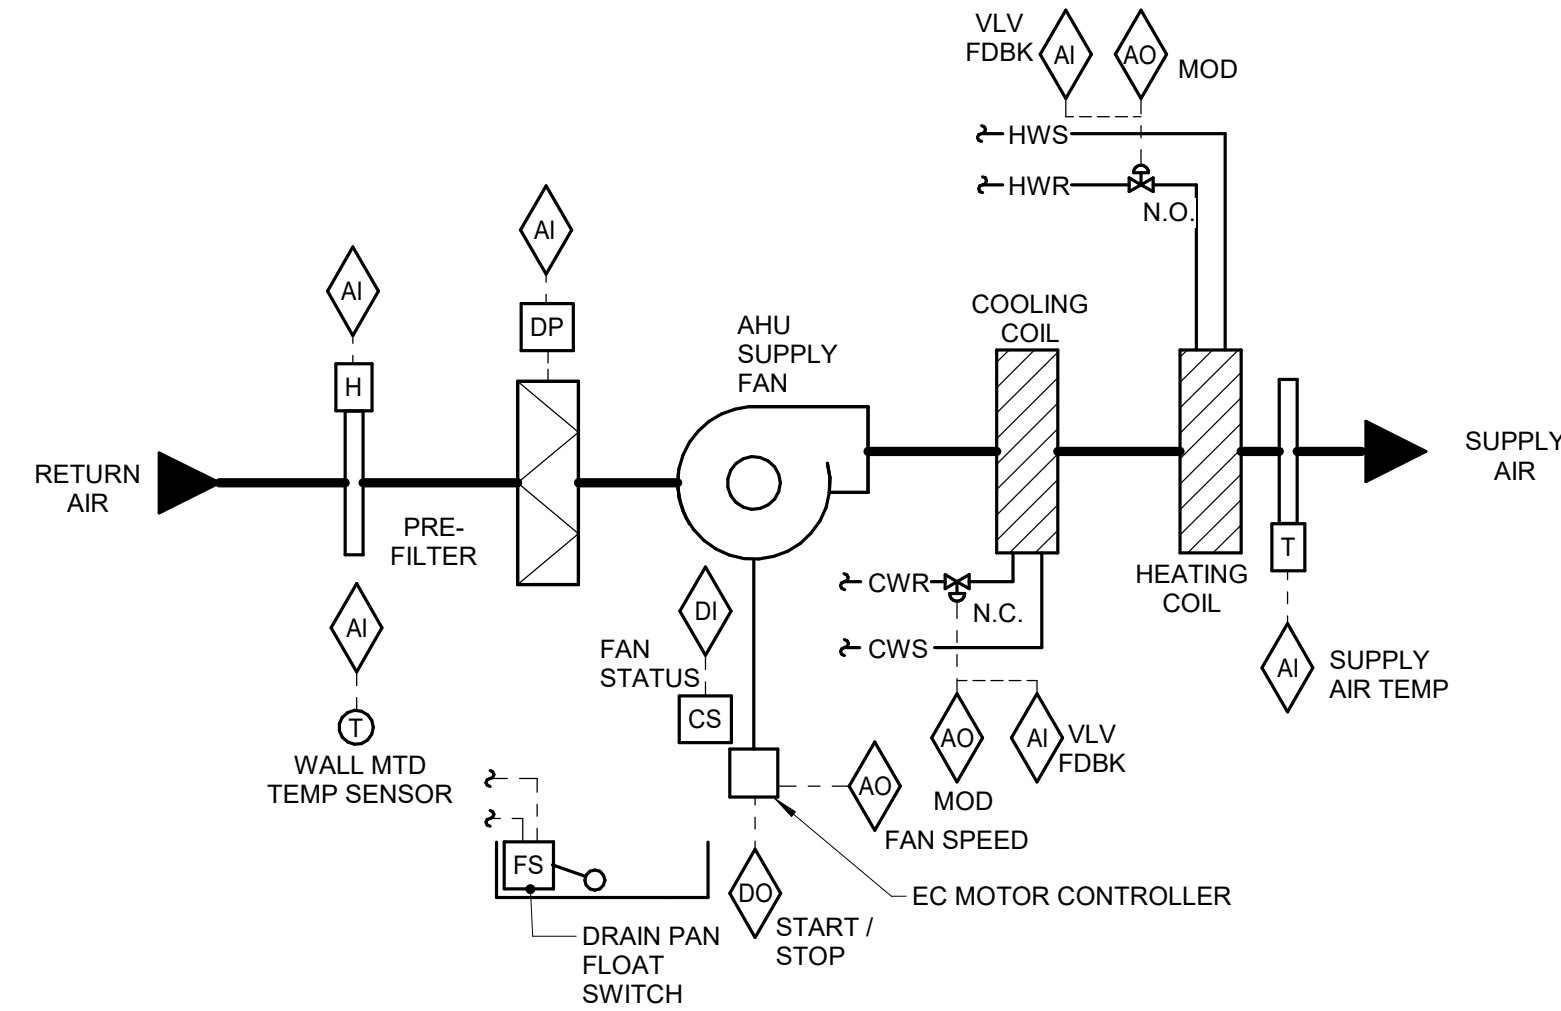 VLV
FDBK
AI
AO
MOD
HWS
HWR
N.O.
AI
DP
AI
H
COOLING
COIL
AHU
SUPPLY
FAN
RETURN
AIR
PRE-
FILTER
SUPPLY
AIR
T
HEATING
COIL
CWR
N.C.
CWS
AI
SUPPLY
AIR TEMP
AI
T
WALL MTD
TEMP SENSOR
DI
FAN
STATUS
CS
AO
MOD
AI
VLV
FDBK
AO
FAN SPEED
FS
DO
START /
STOP
EC MOTOR CONTROLLER
DRAIN PAN
FLOAT
SWITCH